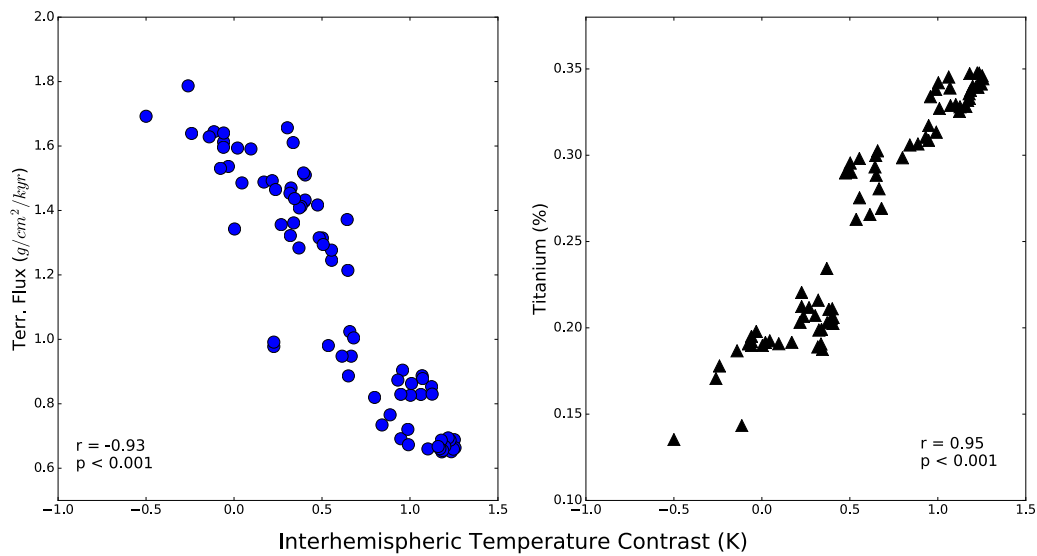 2.0
1.8
1.6
1.4
1.2
1.0
0.8
0.6
Terr. Flux (g/cm²/kyr)
r = -0.93
p < 0.001
−1.0 −0.5 0.0 0.5 1.0 1.5
0.35
0.30
0.25
0.20
0.15
0.10
Titanium (%)
r = 0.95
p < 0.001
−1.0 −0.5 0.0 0.5 1.0 1.5
Interhemispheric Temperature Contrast (K)